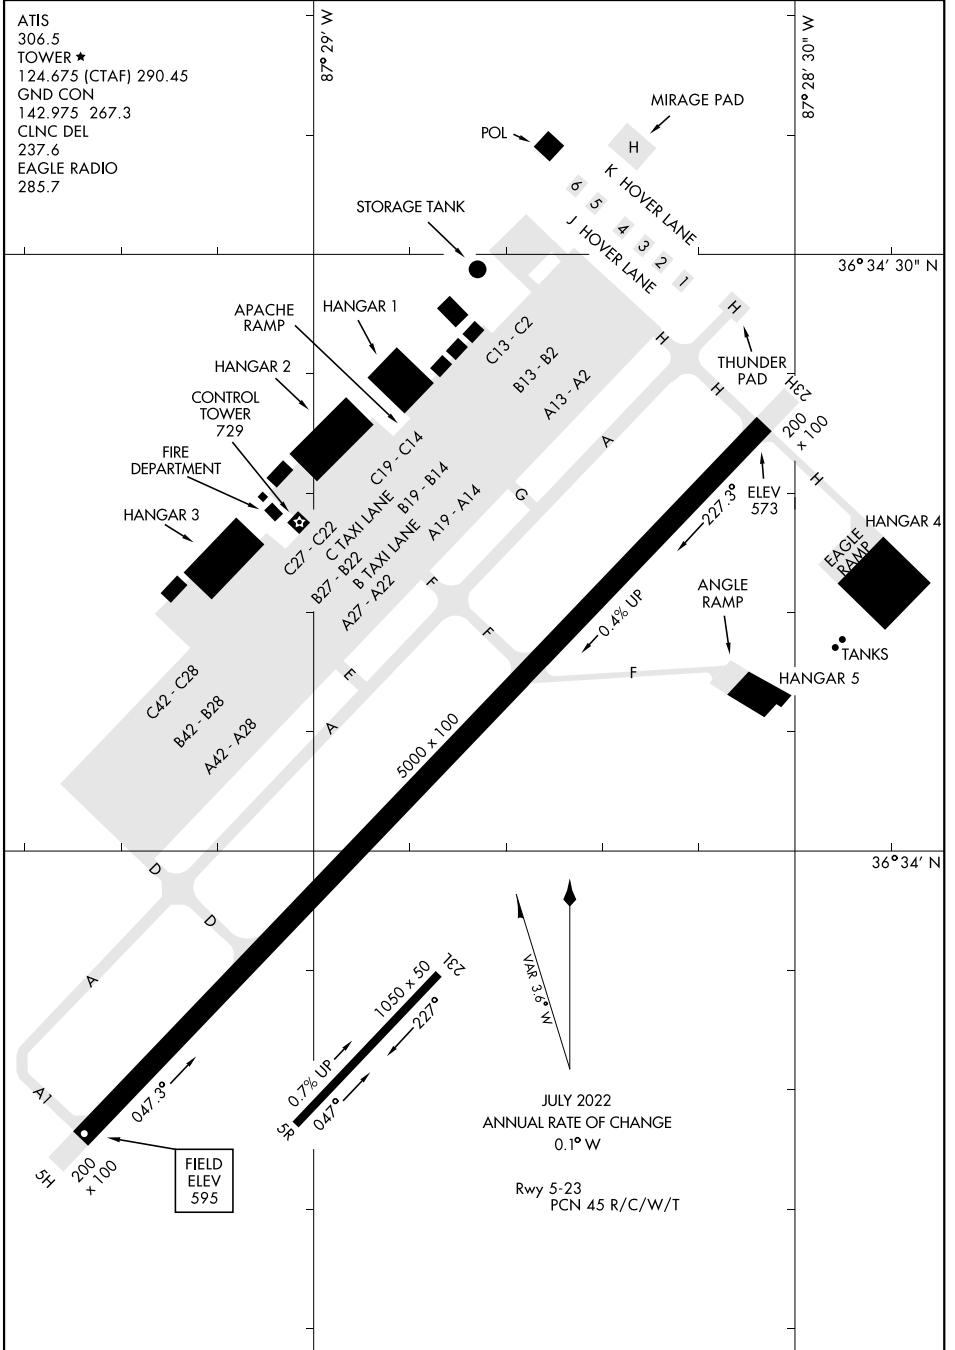 ATIS
306.5
TOWER ★
124.675 (CTAF) 290.45
GND CON
142.975 267.3
CLNC DEL
237.6
EAGLE RADIO
285.7
87° 29' W
87° 28' 30" W
MIRAGE PAD
POL
H
K HOVER LANE
6
5
4
3
2
1
J HOVER LANE
STORAGE TANK
36° 34' 30" N
H
H
THUNDER
PAD
H
23H
200
x 100
H
ELEV
573
APACHE
RAMP
HANGAR 1
HANGAR 2
CONTROL
TOWER
729
FIRE
DEPARTMENT
HANGAR 3
C13 - C2
B13 - B2
A13 - A2
C19 - C14
B19 - B14
A19 - A14
C TAXI LANE
B TAXI LANE
C27 - C22
B27 - B22
A27 - A22
A
G
227.3°
HANGAR 4
EAGLE
RAMP
ANGLE
RAMP
0.4% UP
F
F
F
TANKS
HANGAR 5
E
A
C42 - C28
B42 - B28
A42 - A28
5000 x 100
36° 34' N
D
D
A
A1
047.3°
5H
200
x 100
FIELD
ELEV
595
23L
1050 x 50
227°
0.7% UP
047°
5R
VAR 3.6° W
JULY 2022
ANNUAL RATE OF CHANGE
0.1° W
Rwy 5-23
PCN 45 R/C/W/T